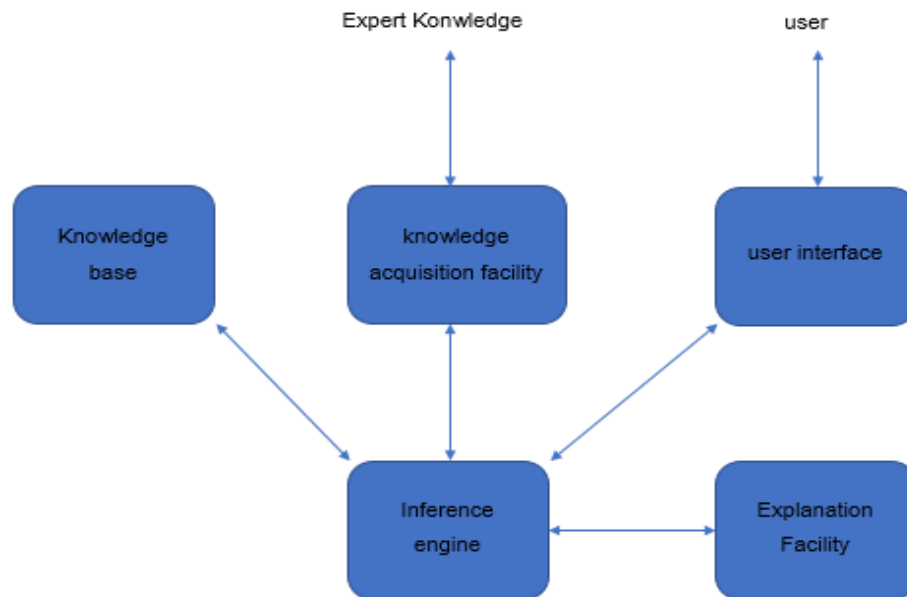 Expert Konwledge
user
Knowledge
base
knowledge
acquisition facility
user interface
Inference
engine
Explanation
Facility